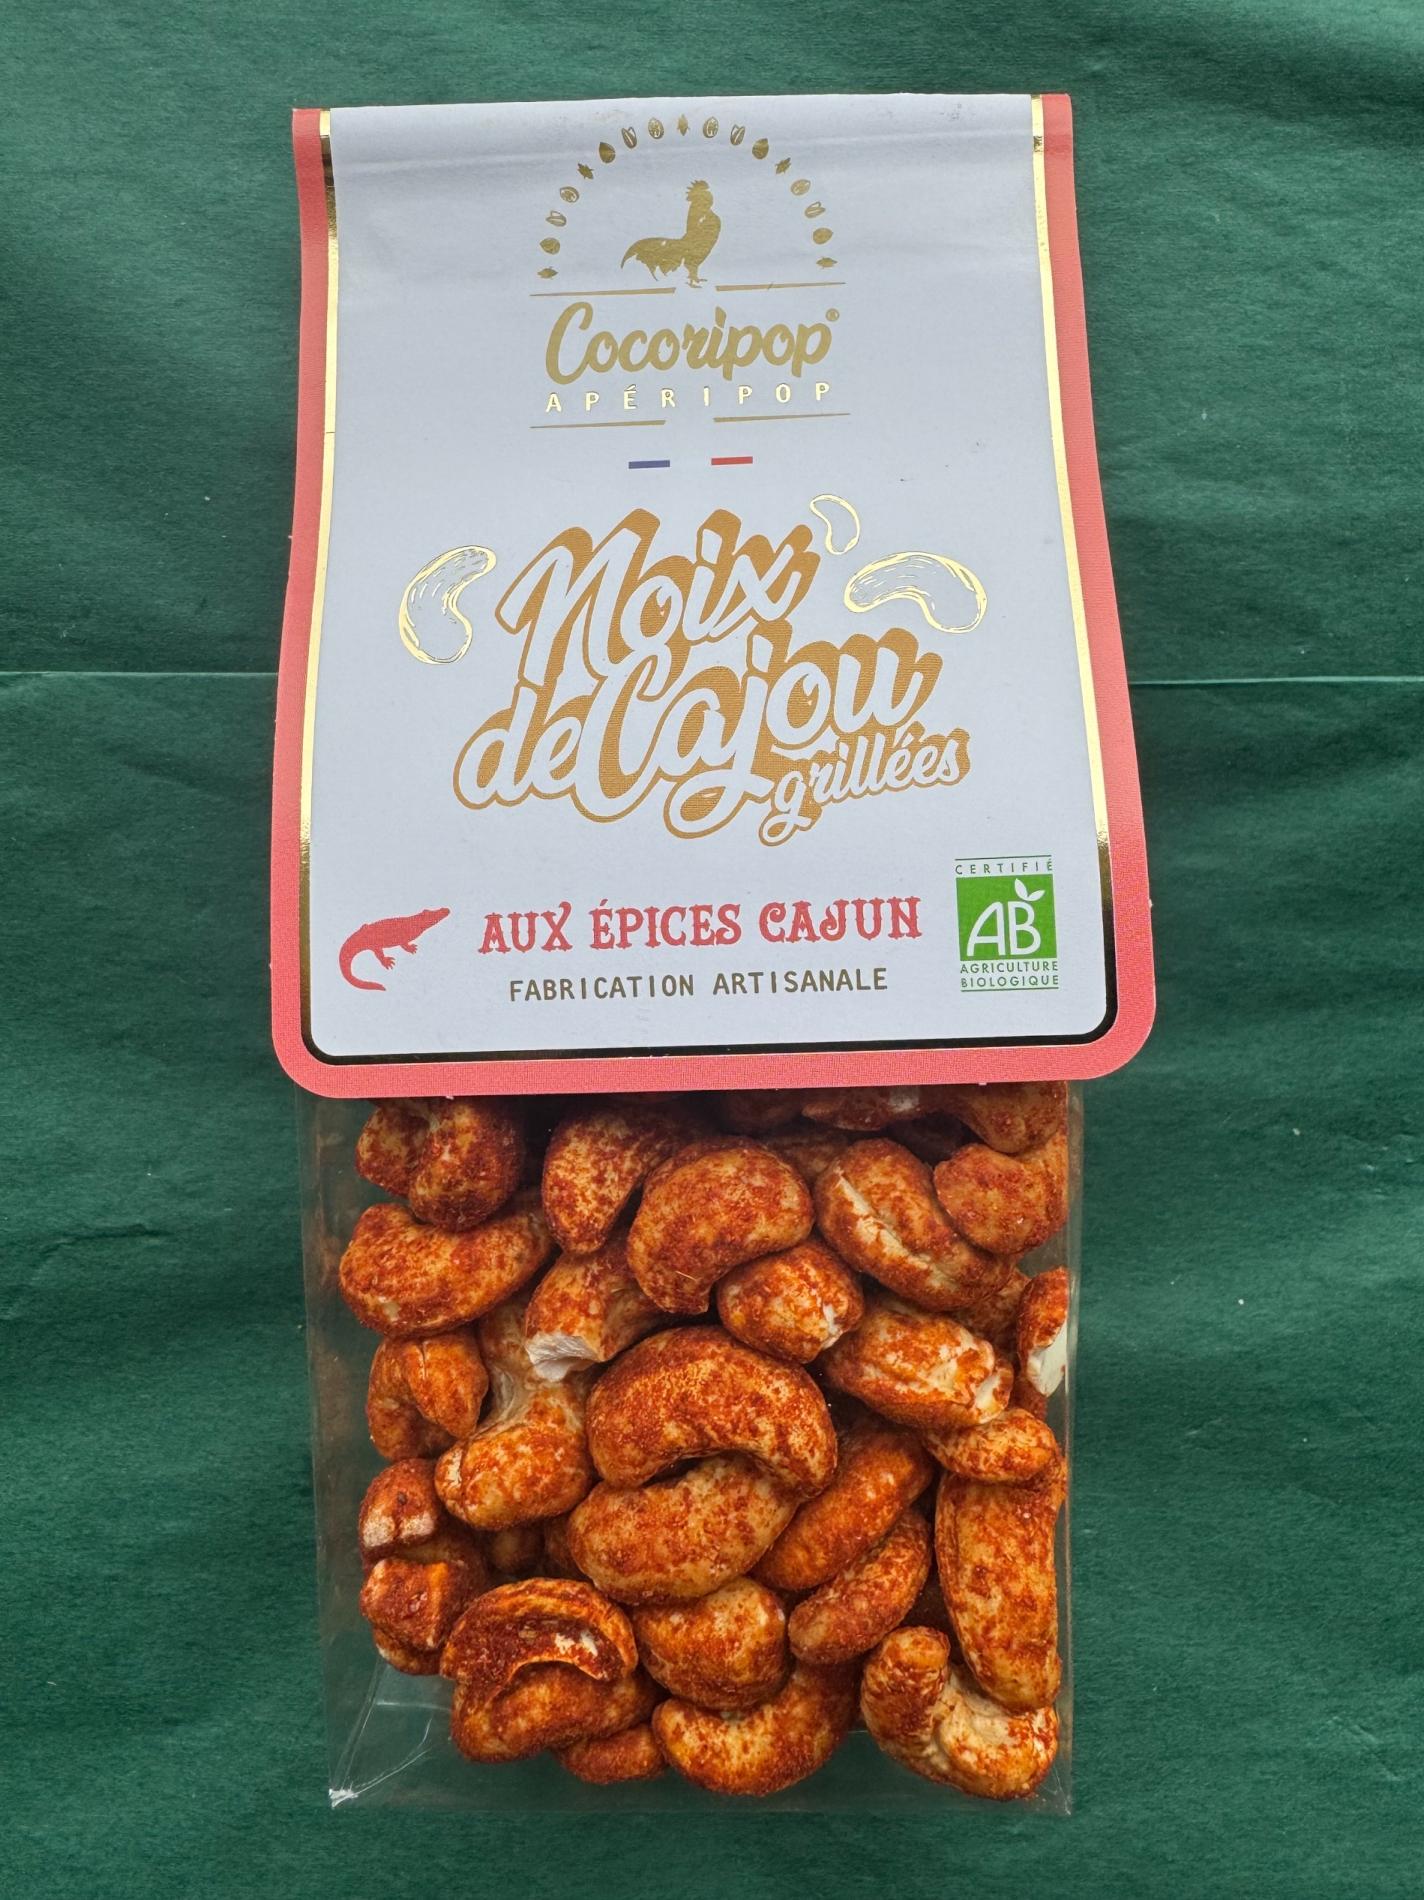 Cocoripop®
APÉRIPOP
Noix
de Cajou
grillées
AUX ÉPICES CAJUN
FABRICATION ARTISANALE
CERTIFIÉ
AB
AGRICULTURE
BIOLOGIQUE